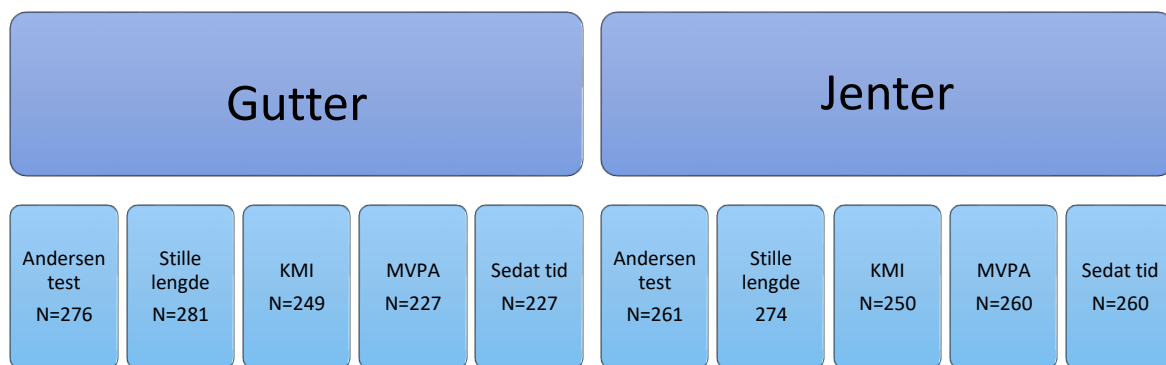 Gutter
Jenter
Andersen
test
N=276
Stille
lengde
N=281
KMI
N=249
MVPA
N=227
Sedat tid
N=227
Andersen
test
N=261
Stille
lengde
274
KMI
N=250
MVPA
N=260
Sedat tid
N=260